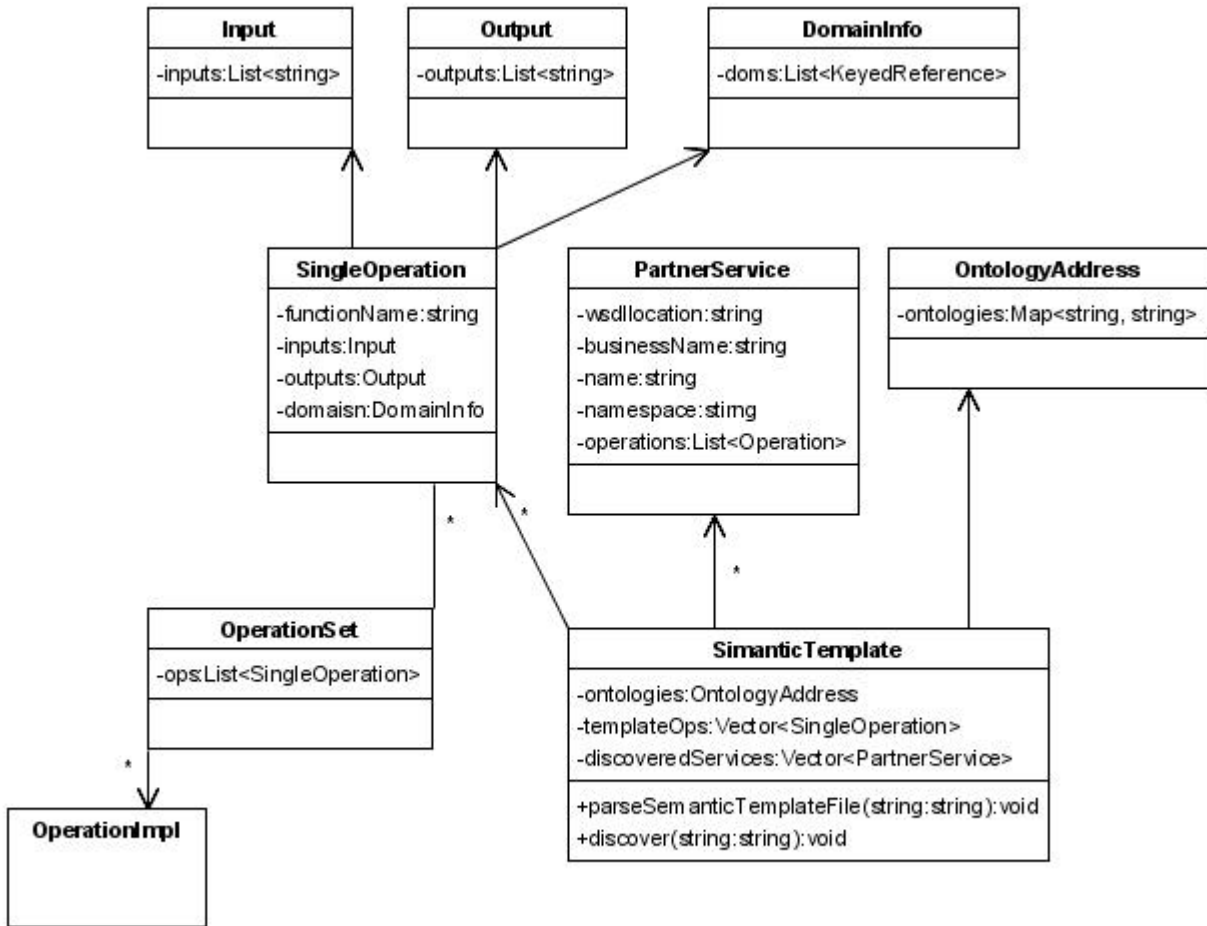 Input
-inputs:List<string>
Output
-outputs:List<string>
DomainInfo
-doms:List<KeyedReference>
SingleOperation
-functionName:string
-inputs:Input
-outputs:Output
-domaisn:DomainInfo
PartnerService
-wsdllocation:string
-businessName:string
-name:string
-namespace:stirng
-operations:List<Operation>
OntologyAddress
-ontologies:Map<string, string>
*
*
*
OperationSet
-ops:List<SingleOperation>
SimanticTemplate
-ontologies:OntologyAddress
-templateOps:Vector<SingleOperation>
-discoveredServices:Vector<PartnerService>
+parseSemanticTemplateFile(string:string):void
+discover(string:string):void
*
OperationImpl